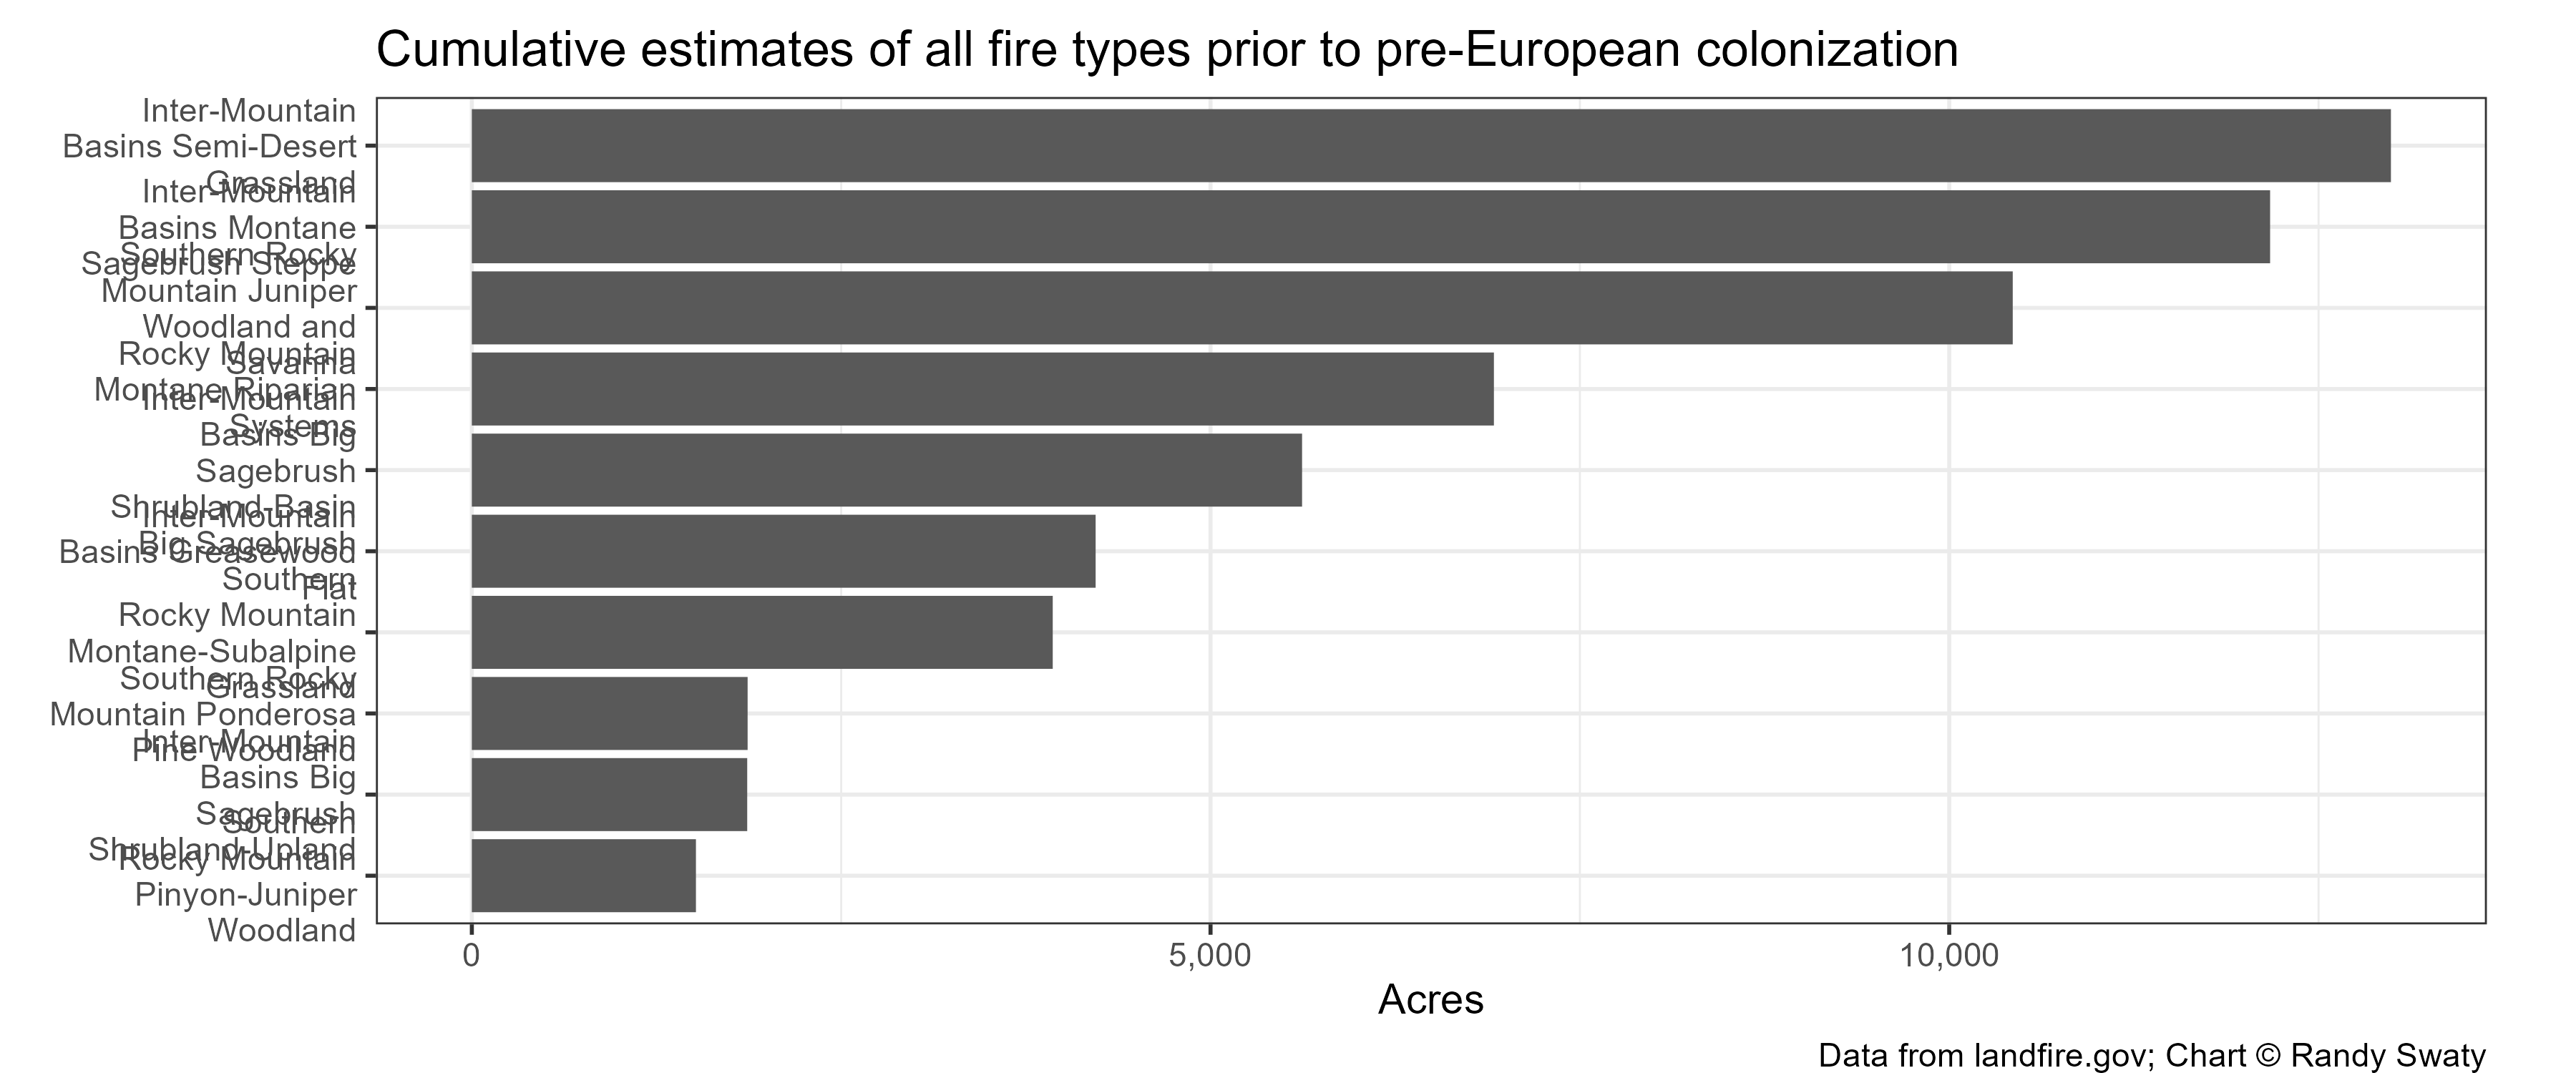 Cumulative estimates of all fire types prior to pre-European colonization
Inter-Mountain
Basins Semi-Desert
Grassland
Inter-Mountain
Basins Montane
Sagebrush Steppe
Southern Rocky
Mountain Juniper
Woodland and
Savanna
Rocky Mountain
Montane Riparian
Systems
Inter-Mountain
Basins Big
Sagebrush
Shrubland-Basin
Big Sagebrush
Inter-Mountain
Basins Greasewood
Flat
Southern
Rocky Mountain
Montane-Subalpine
Grassland
Southern Rocky
Mountain Ponderosa
Pine Woodland
Inter-Mountain
Basins Big
Sagebrush
Shrubland-Upland
Southern
Rocky Mountain
Pinyon-Juniper
Woodland
0 5,000 10,000
Acres
Data from landfire.gov; Chart © Randy Swaty